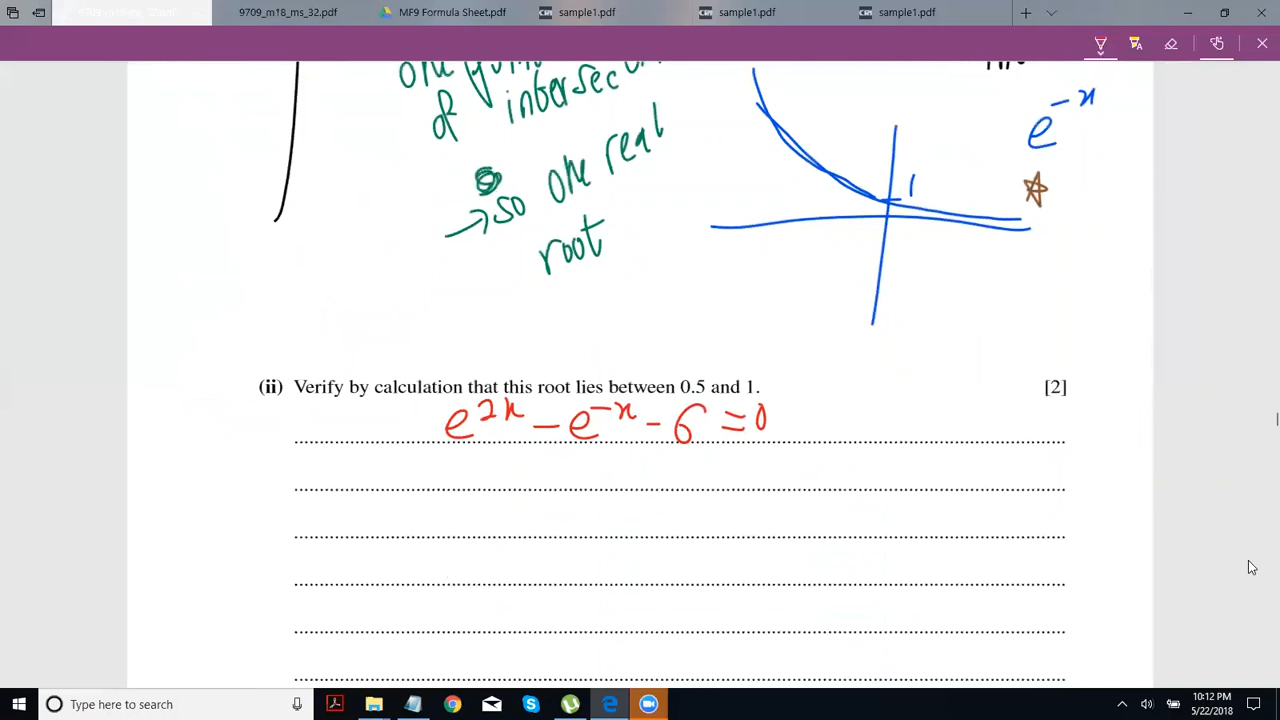 9709_m18_ms_32.pdf
MF9 Formula Sheet.pdf
sample1.pdf
sample1.pdf
sample1.pdf
of
e^{-x}
1
so one real
root
(ii) Verify by calculation that this root lies between 0.5 and 1. [2]
e^{2x} - e^{-x} - 6 = 0
Type here to search
10:12 PM
5/22/2018